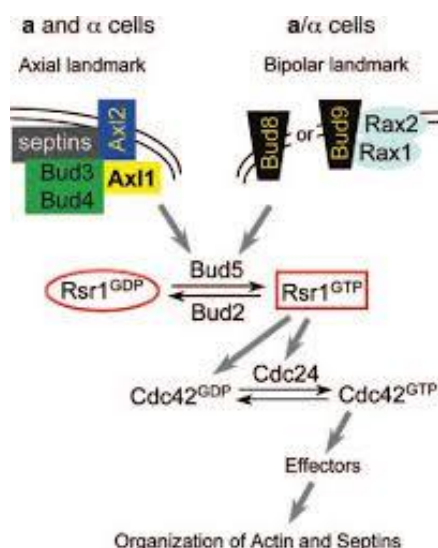 a and α cells
Axial landmark
Axl2
septins
Bud3
Bud4
Axl1
a/α cells
Bipolar landmark
Bud8
or
Bud9
Rax2
Rax1
Bud5
Rsr1GDP
Rsr1GTP
Bud2
Cdc24
Cdc42GDP
Cdc42GTP
Effectors
Organization of Actin and Septins